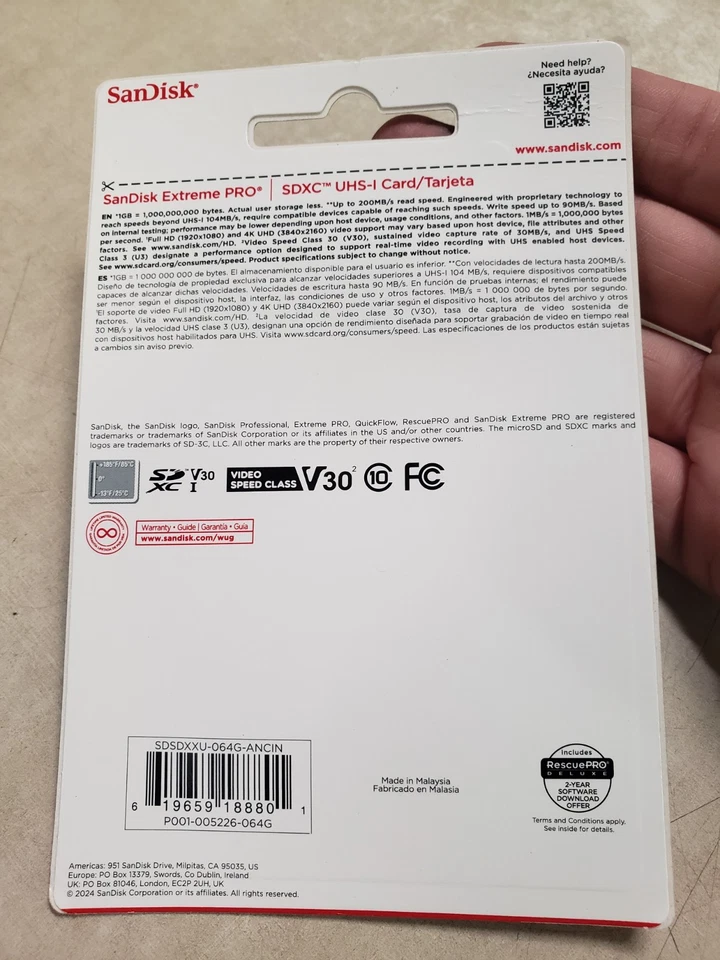 SanDisk®
Need help?
¿Necesita ayuda?
www.sandisk.com
SanDisk Extreme PRO® | SDXC™ UHS-I Card/Tarjeta
EN *1GB = 1,000,000,000 bytes. Actual user storage less. **Up to 200MB/s read speed. Engineered with proprietary technology to
reach speeds beyond UHS-I 104MB/s, require compatible devices capable of reaching such speeds. Write speed up to 90MB/s. Based
on internal testing; performance may be lower depending upon host device, usage conditions, and other factors. 1MB = 1,000,000 bytes
per second. ¹Full HD (1920x1080) and 4K UHD (3840x2160) video support may vary based upon host device, file attributes and other
factors. See www.sandisk.com/HD. ²Video Speed Class 30 (V30), sustained video capture rate of 30MB/s, and UHS Speed
Class 3 (U3) designate a performance option designed to support real-time video recording with UHS enabled host devices.
See www.sdcard.org/consumers/speed. Product specifications subject to change without notice.
ES *1GB = 1 000 000 000 de bytes. El almacenamiento disponible para el usuario es inferior. **Con velocidades de lectura hasta 200MB/s.
Diseño de tecnología de propiedad exclusiva para alcanzar velocidades superiores a UHS-I 104 MB/s, requiere dispositivos compatibles
capaces de alcanzar dichas velocidades. Velocidades de escritura hasta 90 MB/s. En función de pruebas internas; el rendimiento puede
ser menor según el dispositivo host, la interfaz, las condiciones de uso y otros factores. 1MB/s = 1 000 000 de bytes por segundo.
¹El soporte de video Full HD (1920x1080) y 4K UHD (3840x2160) puede variar según el dispositivo host, los atributos del archivo y otros
factores. Visita www.sandisk.com/HD. ²La velocidad de video clase 30 (V30), tasa de captura de video sostenida de
30 MB/s y la velocidad UHS clase 3 (U3), designan una opción de rendimiento diseñada para soportar grabación de video en tiempo real
con dispositivos host habilitados para UHS. Visita www.sdcard.org/consumers/speed. Las especificaciones de los productos están sujetas
a cambios sin aviso previo.
SanDisk, the SanDisk logo, SanDisk Professional, Extreme PRO, QuickFlow, RescuePRO and SanDisk Extreme PRO are registered
trademarks or trademarks of SanDisk Corporation or its affiliates in the US and/or other countries. The microSD and SDXC marks and
logos are trademarks of SD-3C, LLC. All other marks are the property of their respective owners.
+185°F/85°C
0°
-13°F/25°C
SD XC I V30
VIDEO SPEED CLASS V30² 10 FC
Warranty • Guide | Garantía • Guía
www.sandisk.com/wug
SDSDXXU-064G-ANCIN
6 19659 18880 1
P001-005226-064G
Made in Malaysia
Fabricado en Malasia
Includes
RescuePRO®
DELUXE
2-YEAR
SOFTWARE
DOWNLOAD
OFFER
Terms and Conditions apply.
See inside for details.
Americas: 951 SanDisk Drive, Milpitas, CA 95035, US
Europe: PO Box 13379, Swords, Co Dublin, Ireland
UK: PO Box 81046, London, EC2P 2UH, UK
© 2024 SanDisk Corporation or its affiliates. All rights reserved.